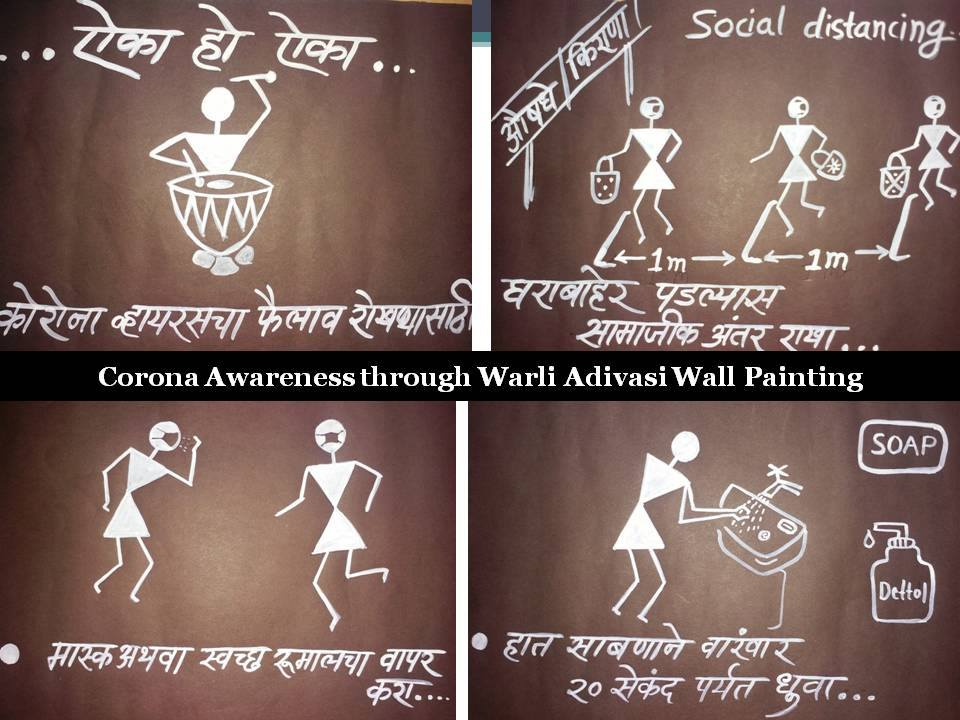 ...ऐका हो ऐका...
कोरोना व्हायरसचा फैलाव रोखण्यासाठी
Social distancing..
औषधे किराणा
1m
1m
घराबाहेर पडल्यास
सामाजीक अंतर राखा...
Corona Awareness through Warli Adivasi Wall Painting
मास्क अथवा स्वच्छ रूमालचा वापर
करा....
SOAP
Dettol
हात साबणाने वारंवार
२० सेकंद पर्यंत धूवा...